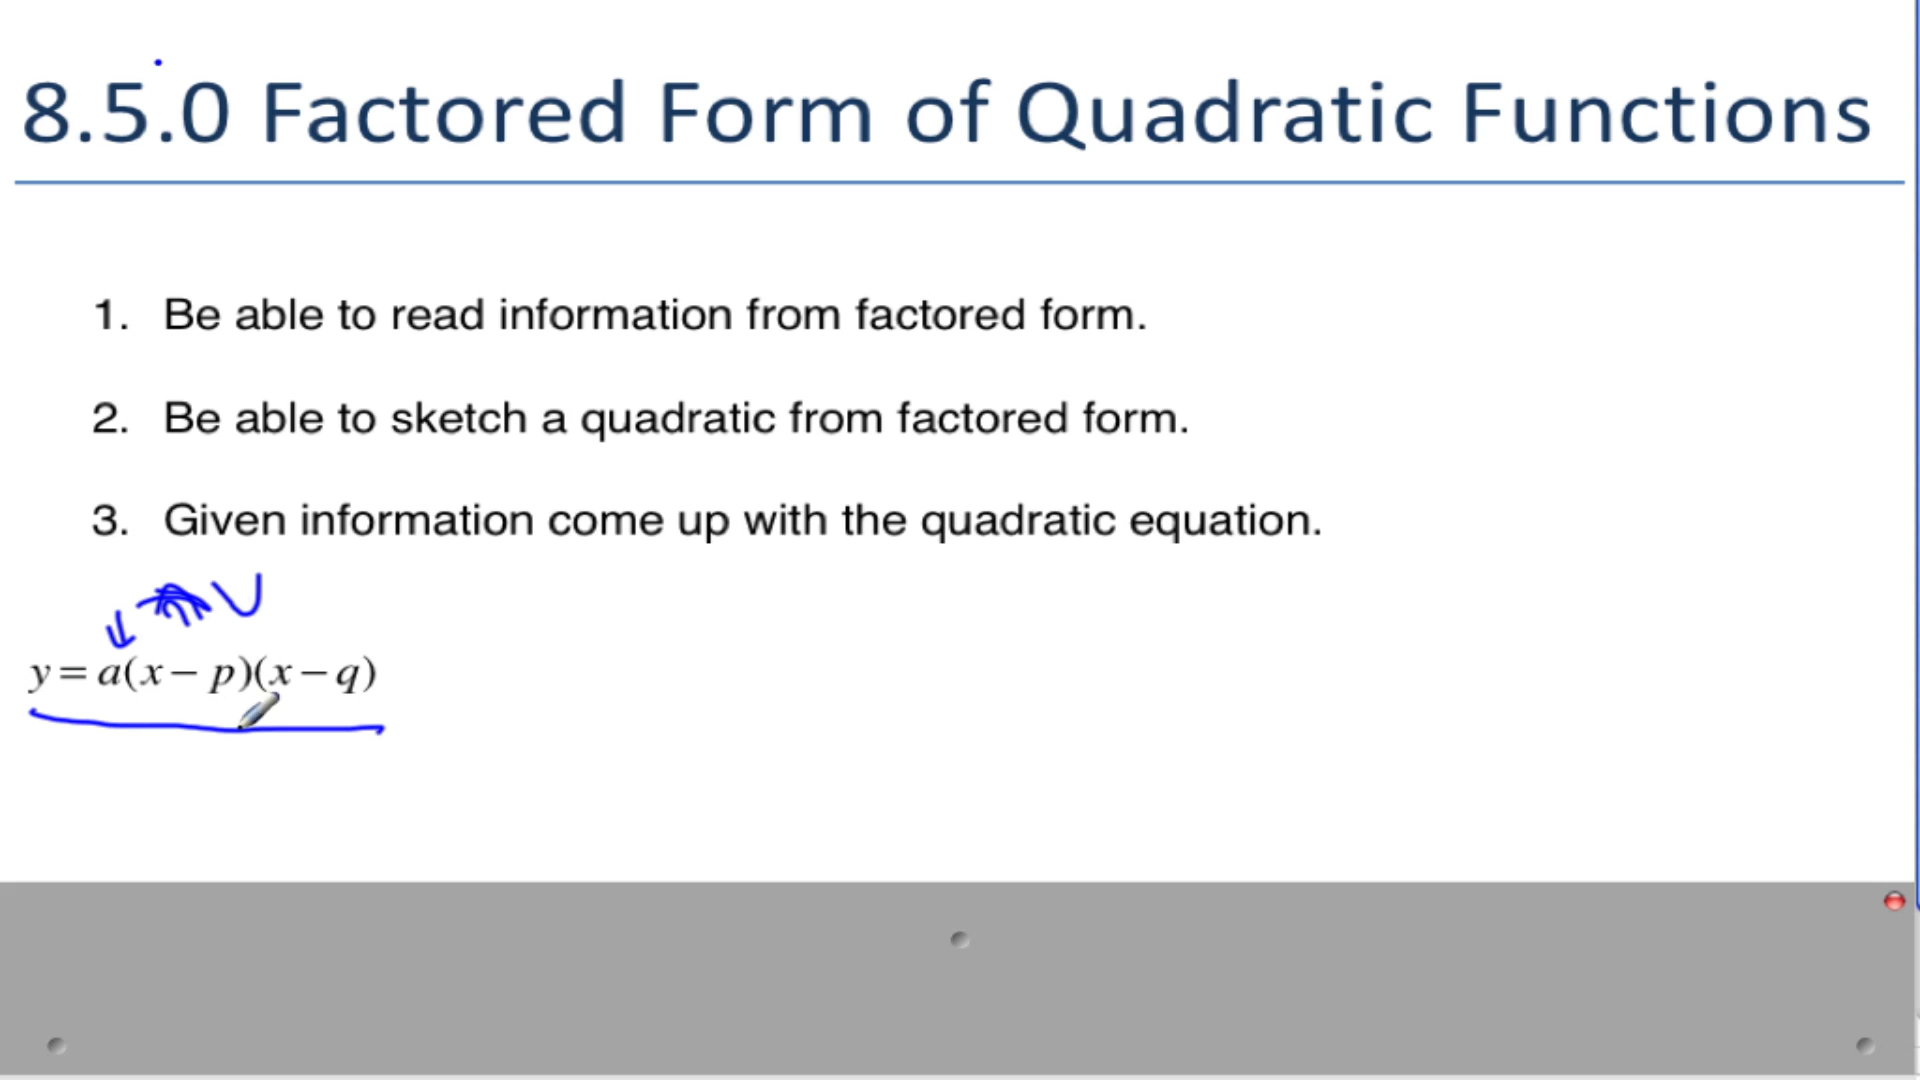 8.5.0 Factored Form of Quadratic Functions
1. Be able to read information from factored form.
2. Be able to sketch a quadratic from factored form.
3. Given information come up with the quadratic equation.
y = a(x − p)(x − q)